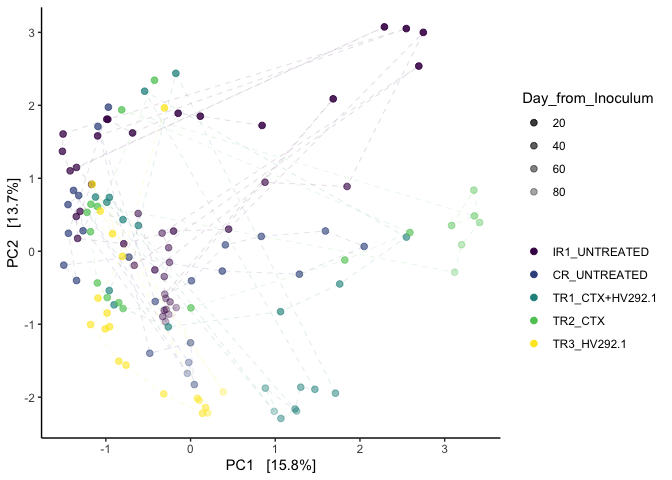 3
2
1
0
-1
-2
PC2 [13.7%]
-1
0
1
2
3
PC1 [15.8%]
Day_from_Inoculum
20
40
60
80
IR1_UNTREATED
CR_UNTREATED
TR1_CTX+HV292.1
TR2_CTX
TR3_HV292.1